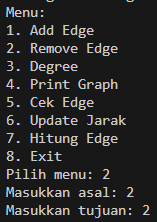 Menu:
1. Add Edge
2. Remove Edge
3. Degree
4. Print Graph
5. Cek Edge
6. Update Jarak
7. Hitung Edge
8. Exit
Pilih menu: 2
Masukkan asal: 2
Masukkan tujuan: 2